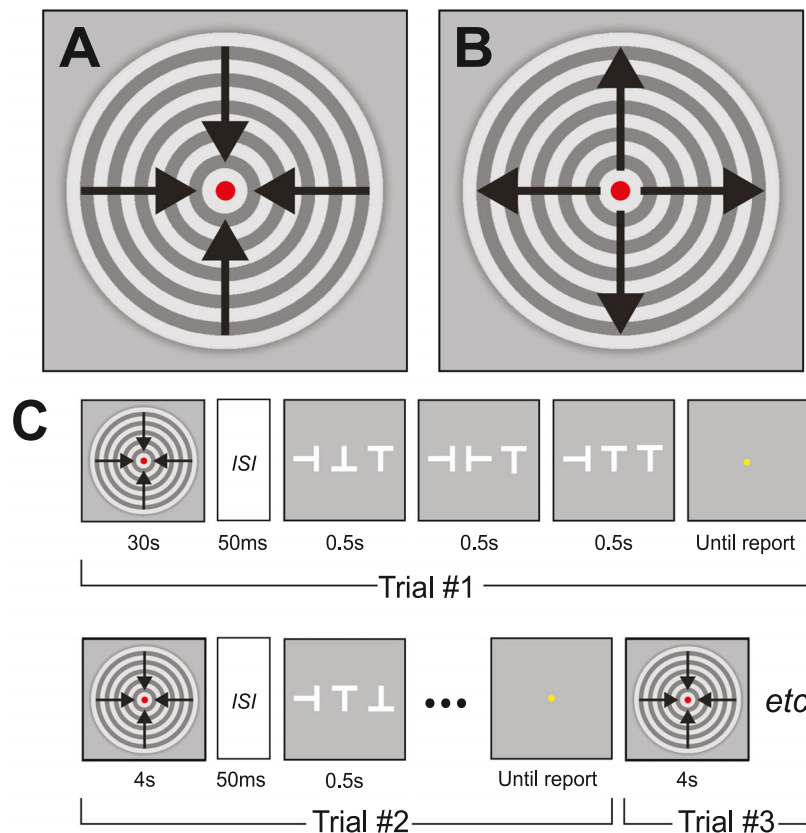 A B
C
ISI
30s 50ms 0.5s 0.5s 0.5s Until report
Trial #1
ISI ••• etc
4s 50ms 0.5s Until report 4s
Trial #2 Trial #3